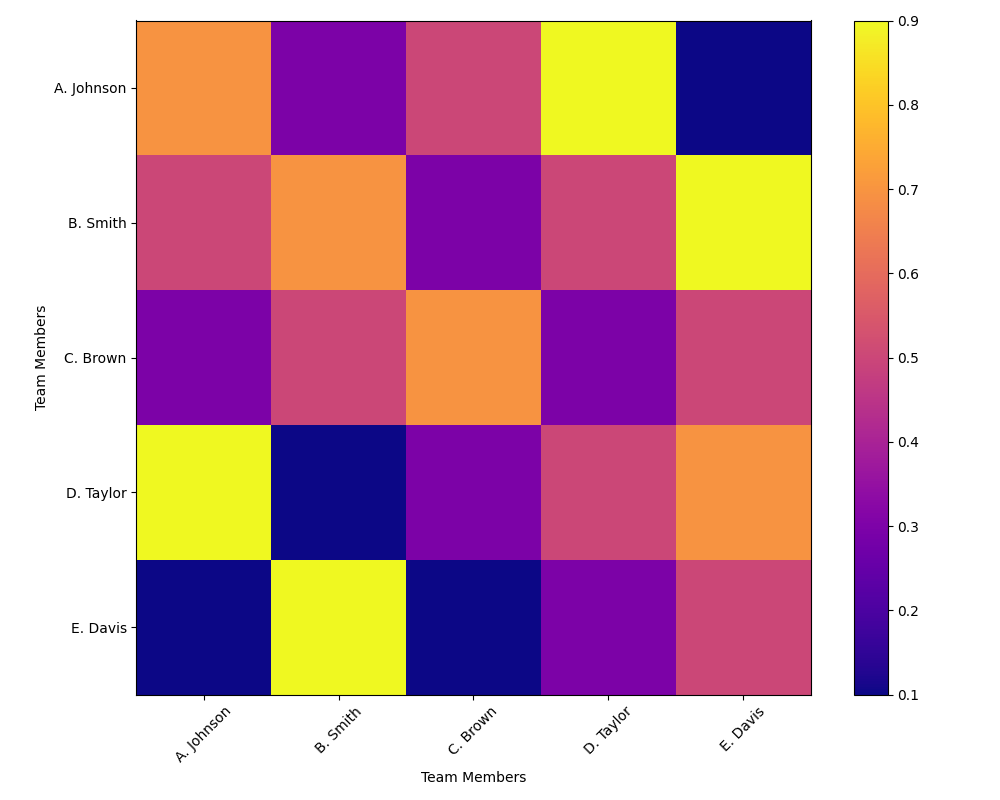 A. Johnson
B. Smith
C. Brown
D. Taylor
E. Davis
Team Members
A. Johnson
B. Smith
C. Brown
D. Taylor
E. Davis
Team Members
0.9
0.8
0.7
0.6
0.5
0.4
0.3
0.2
0.1